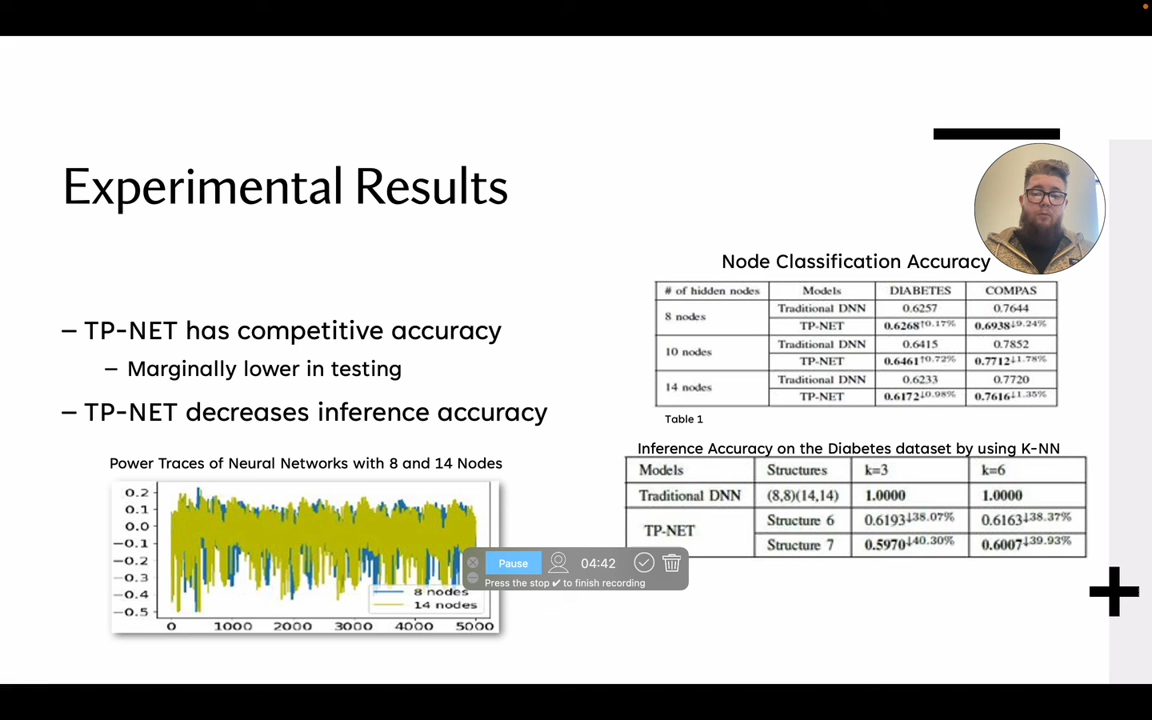 Experimental Results
– TP-NET has competitive accuracy
– Marginally lower in testing
– TP-NET decreases inference accuracy
Power Traces of Neural Networks with 8 and 14 Nodes
0.2
0.1
0.0
−0.1
−0.2
−0.3
−0.4
−0.5
0 1000 2000 3000 4000 5000
8 nodes
14 nodes
Node Classification Accuracy
# of hidden nodes Models DIABETES COMPAS
8 nodes Traditional DNN 0.6257 0.7644
TP-NET 0.6268↑0.17% 0.6938↓9.24%
10 nodes Traditional DNN 0.6415 0.7852
TP-NET 0.6461↑0.72% 0.7712↓1.78%
14 nodes Traditional DNN 0.6233 0.7720
TP-NET 0.6172↓0.98% 0.7616↓1.35%
Table 1
Inference Accuracy on the Diabetes dataset by using K-NN
Models Structures k=3 k=6
Traditional DNN (8,8)(14,14) 1.0000 1.0000
TP-NET Structure 6 0.6193↓38.07% 0.6163↓38.37%
Structure 7 0.5970↓40.30% 0.6007↓39.93%
Pause 04:42
Press the stop ✔ to finish recording